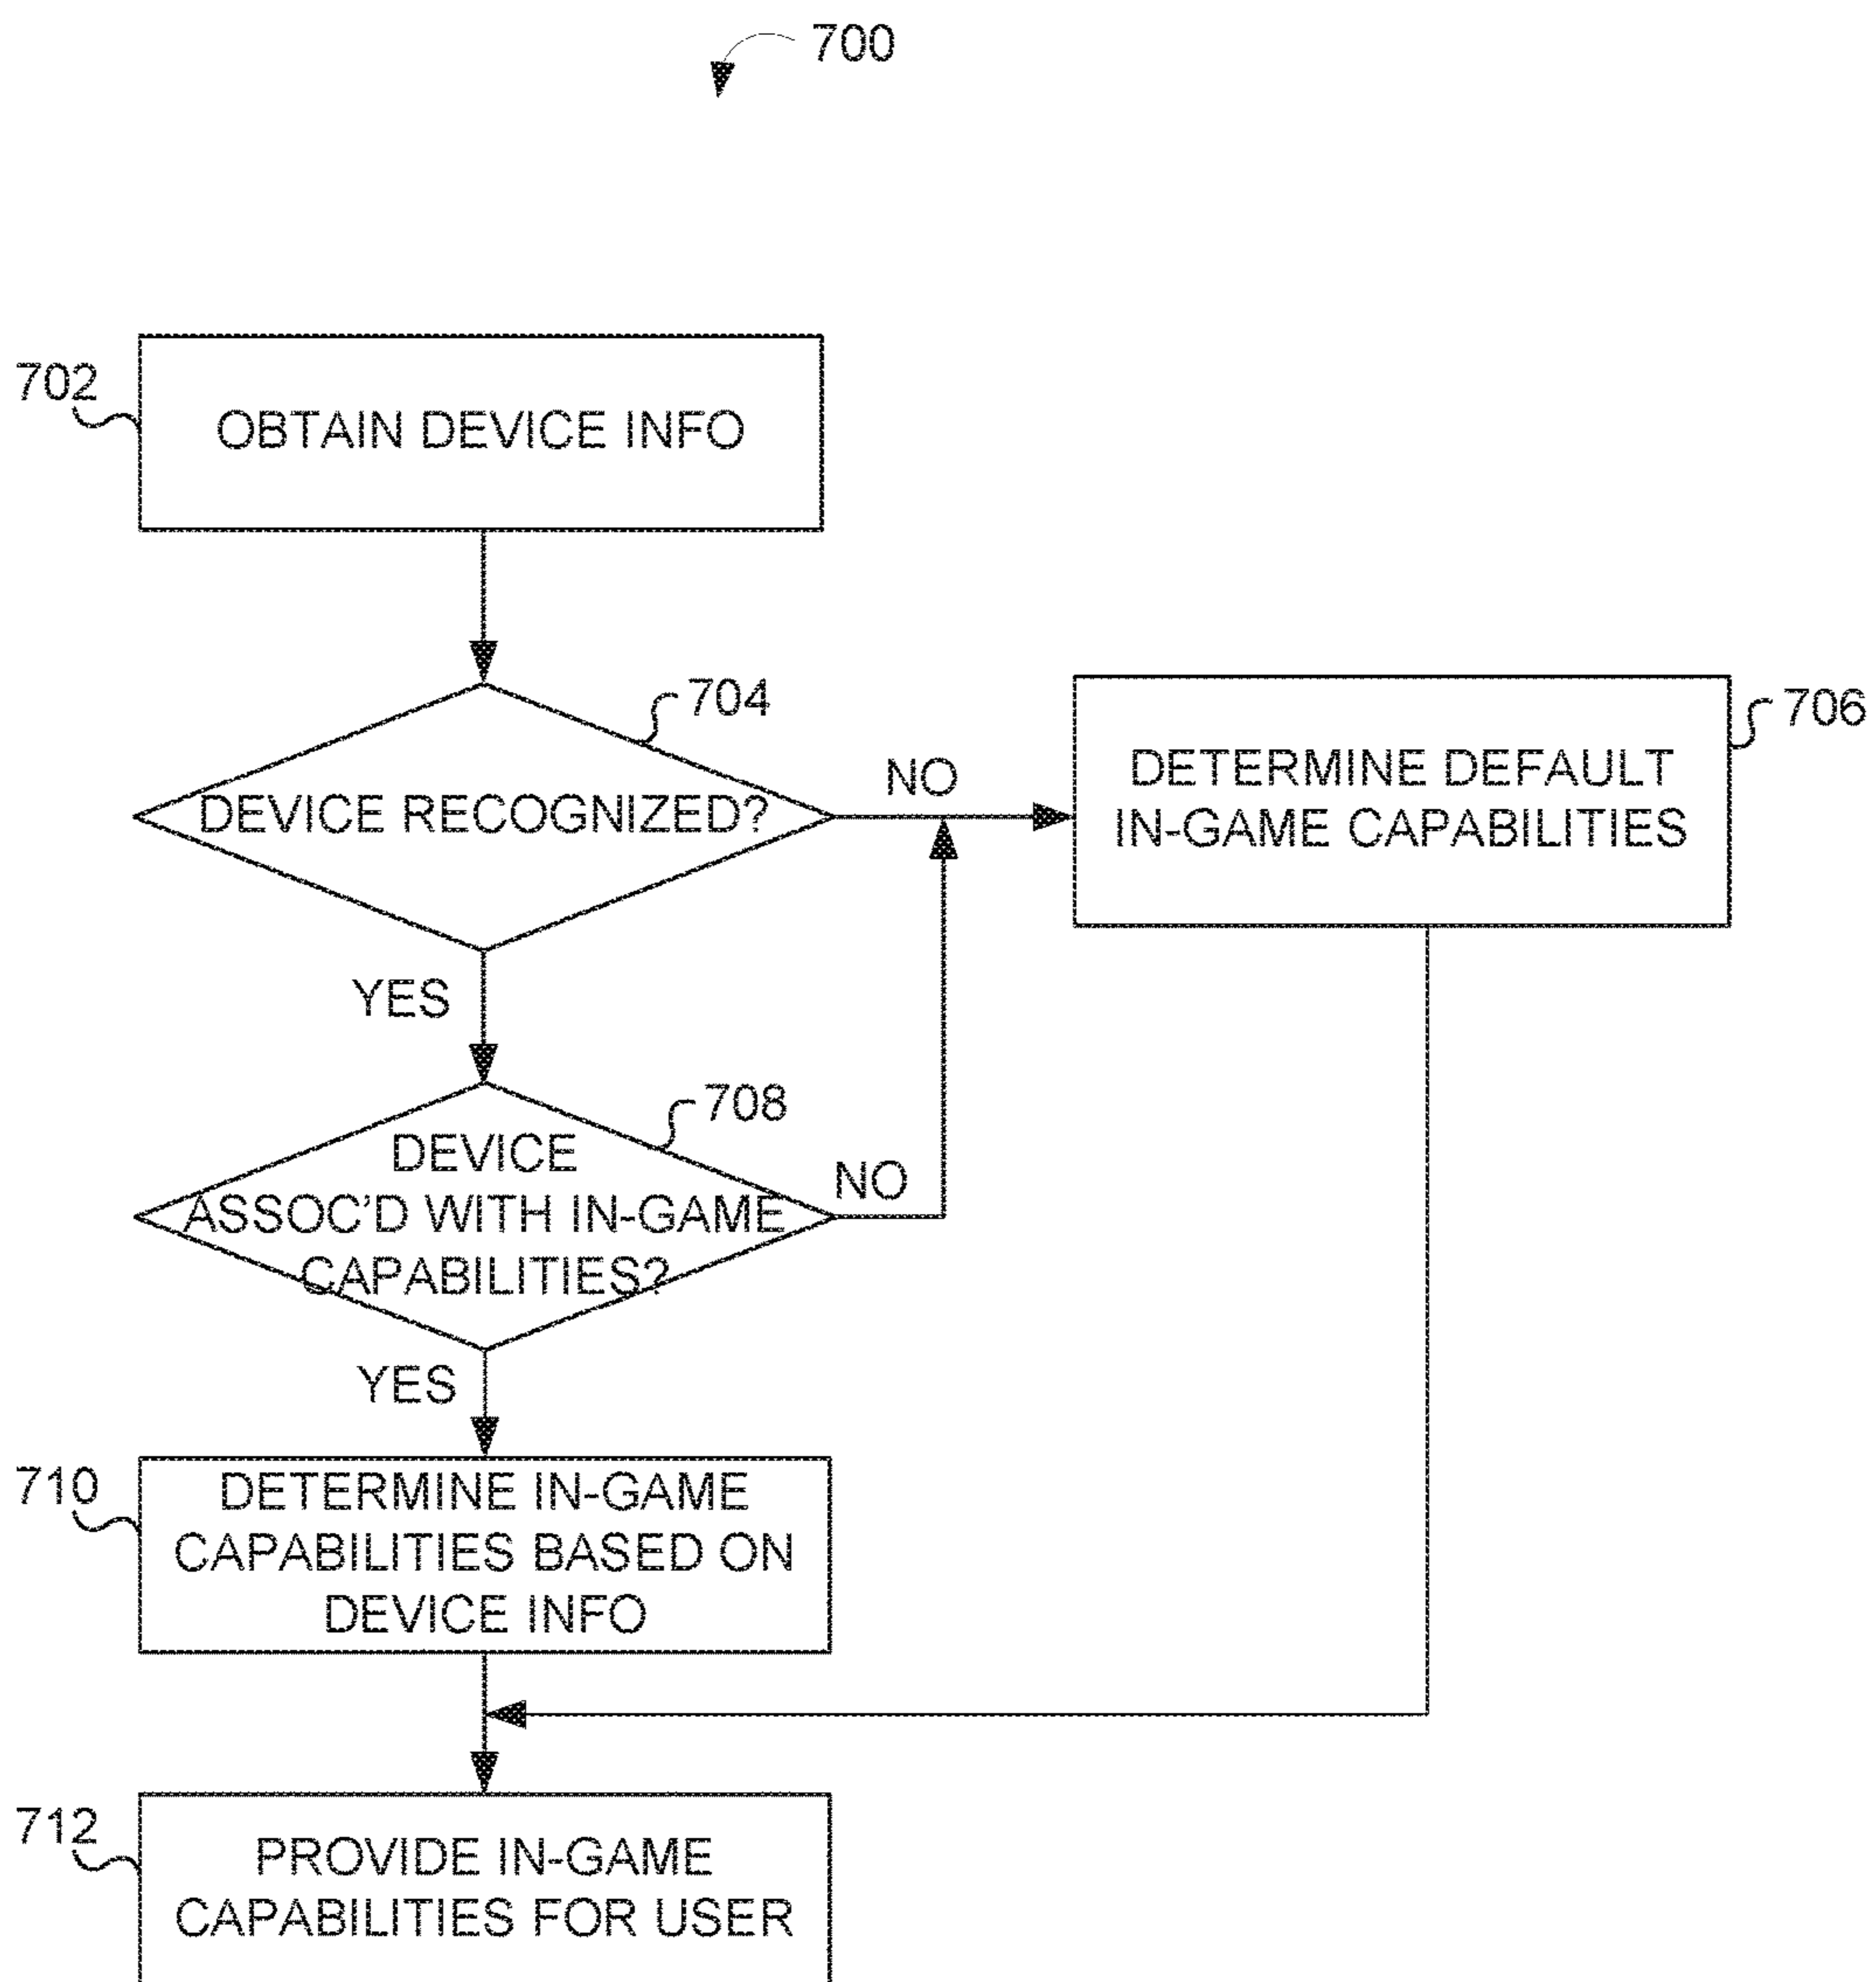 700
702
OBTAIN DEVICE INFO
704
DEVICE RECOGNIZED?
NO
706
DETERMINE DEFAULT
IN-GAME CAPABILITIES
YES
708
DEVICE
ASSOC'D WITH IN-GAME
CAPABILITIES?
NO
YES
710
DETERMINE IN-GAME
CAPABILITIES BASED ON
DEVICE INFO
712
PROVIDE IN-GAME
CAPABILITIES FOR USER